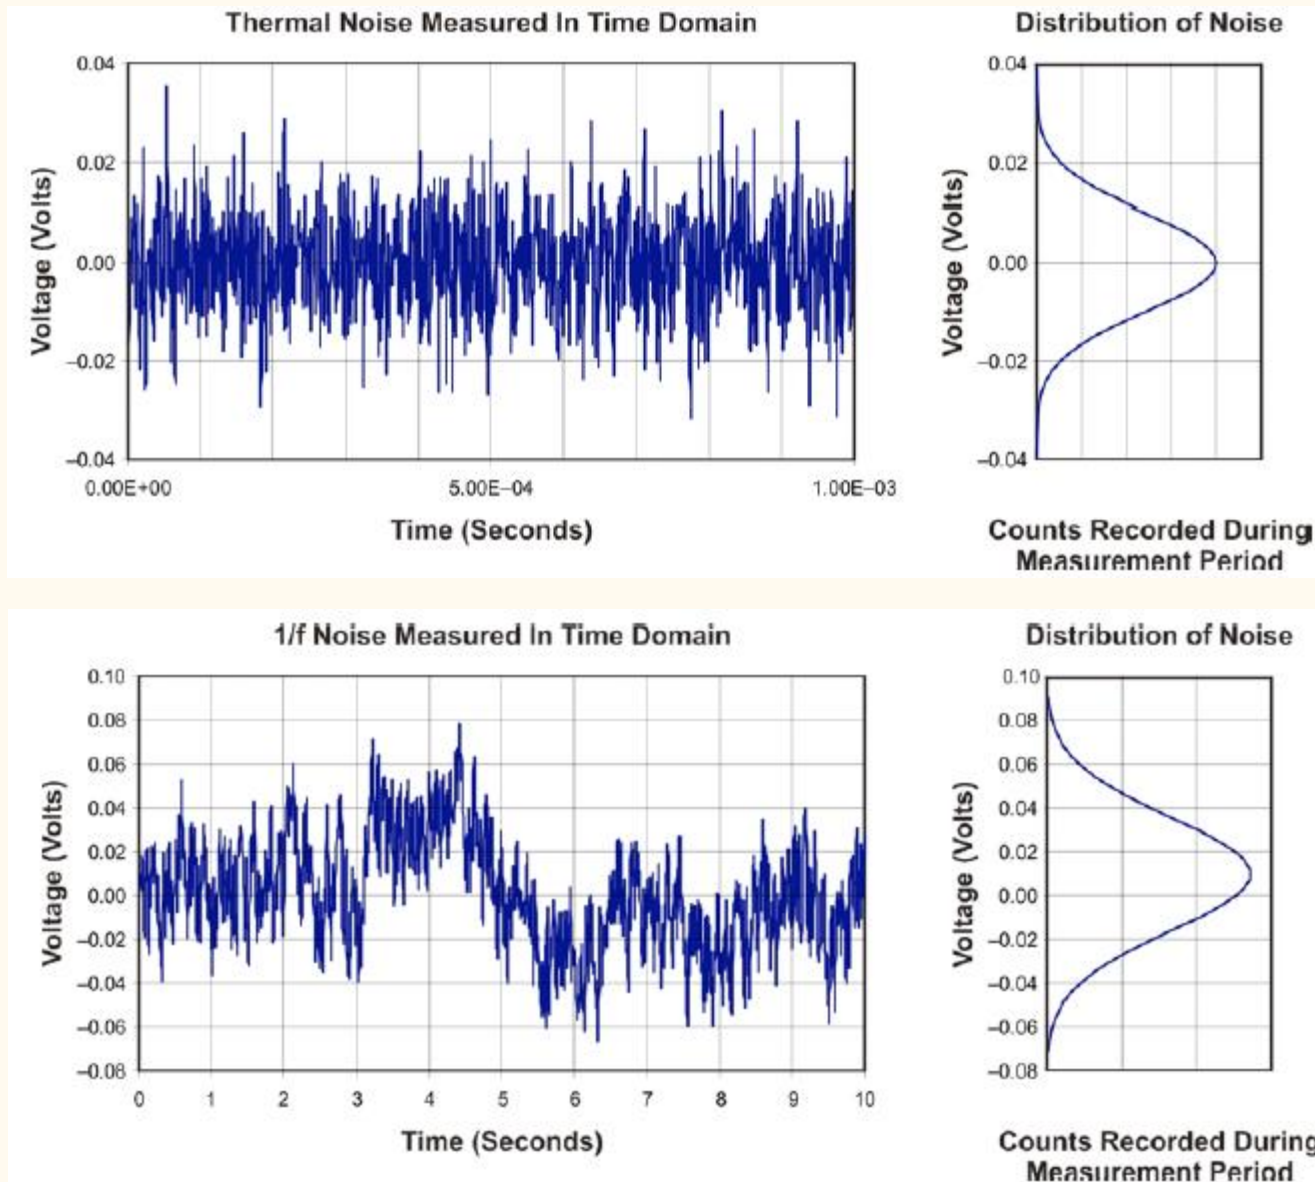 Thermal Noise Measured In Time Domain
Distribution of Noise
0.04
0.02
0.00
−0.02
−0.04
Voltage (Volts)
0.00E+00 5.00E−04 1.00E−03
Time (Seconds)
0.04
0.02
0.00
−0.02
−0.04
Voltage (Volts)
Counts Recorded During
Measurement Period
1/f Noise Measured In Time Domain
Distribution of Noise
0.10
0.08
0.06
0.04
0.02
0.00
−0.02
−0.04
−0.06
−0.08
Voltage (Volts)
0 1 2 3 4 5 6 7 8 9 10
Time (Seconds)
0.10
0.08
0.06
0.04
0.02
0.00
−0.02
−0.04
−0.06
−0.08
Voltage (Volts)
Counts Recorded During
Measurement Period